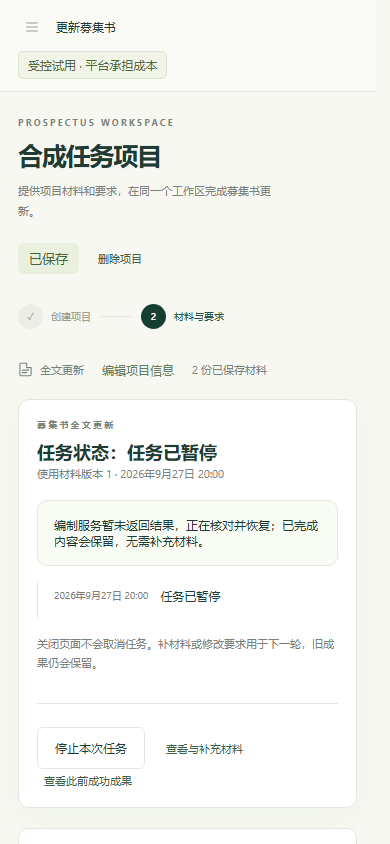 更新募集书
受控试用 · 平台承担成本
PROSPECTUS WORKSPACE
合成任务项目
提供项目材料和要求，在同一个工作区完成募集书更
新。
已保存 删除项目
✓ 创建项目 2 材料与要求
全文更新 编辑项目信息 2 份已保存材料
募集书全文更新
任务状态：任务已暂停
使用材料版本 1 · 2026年9月27日 20:00
编制服务暂未返回结果，正在核对并恢复；已完成
内容会保留，无需补充材料。
2026年9月27日 20:00 任务已暂停
关闭页面不会取消任务。补材料或修改要求用于下一轮，旧成
果仍会保留。
停止本次任务 查看与补充材料
查看此前成功成果